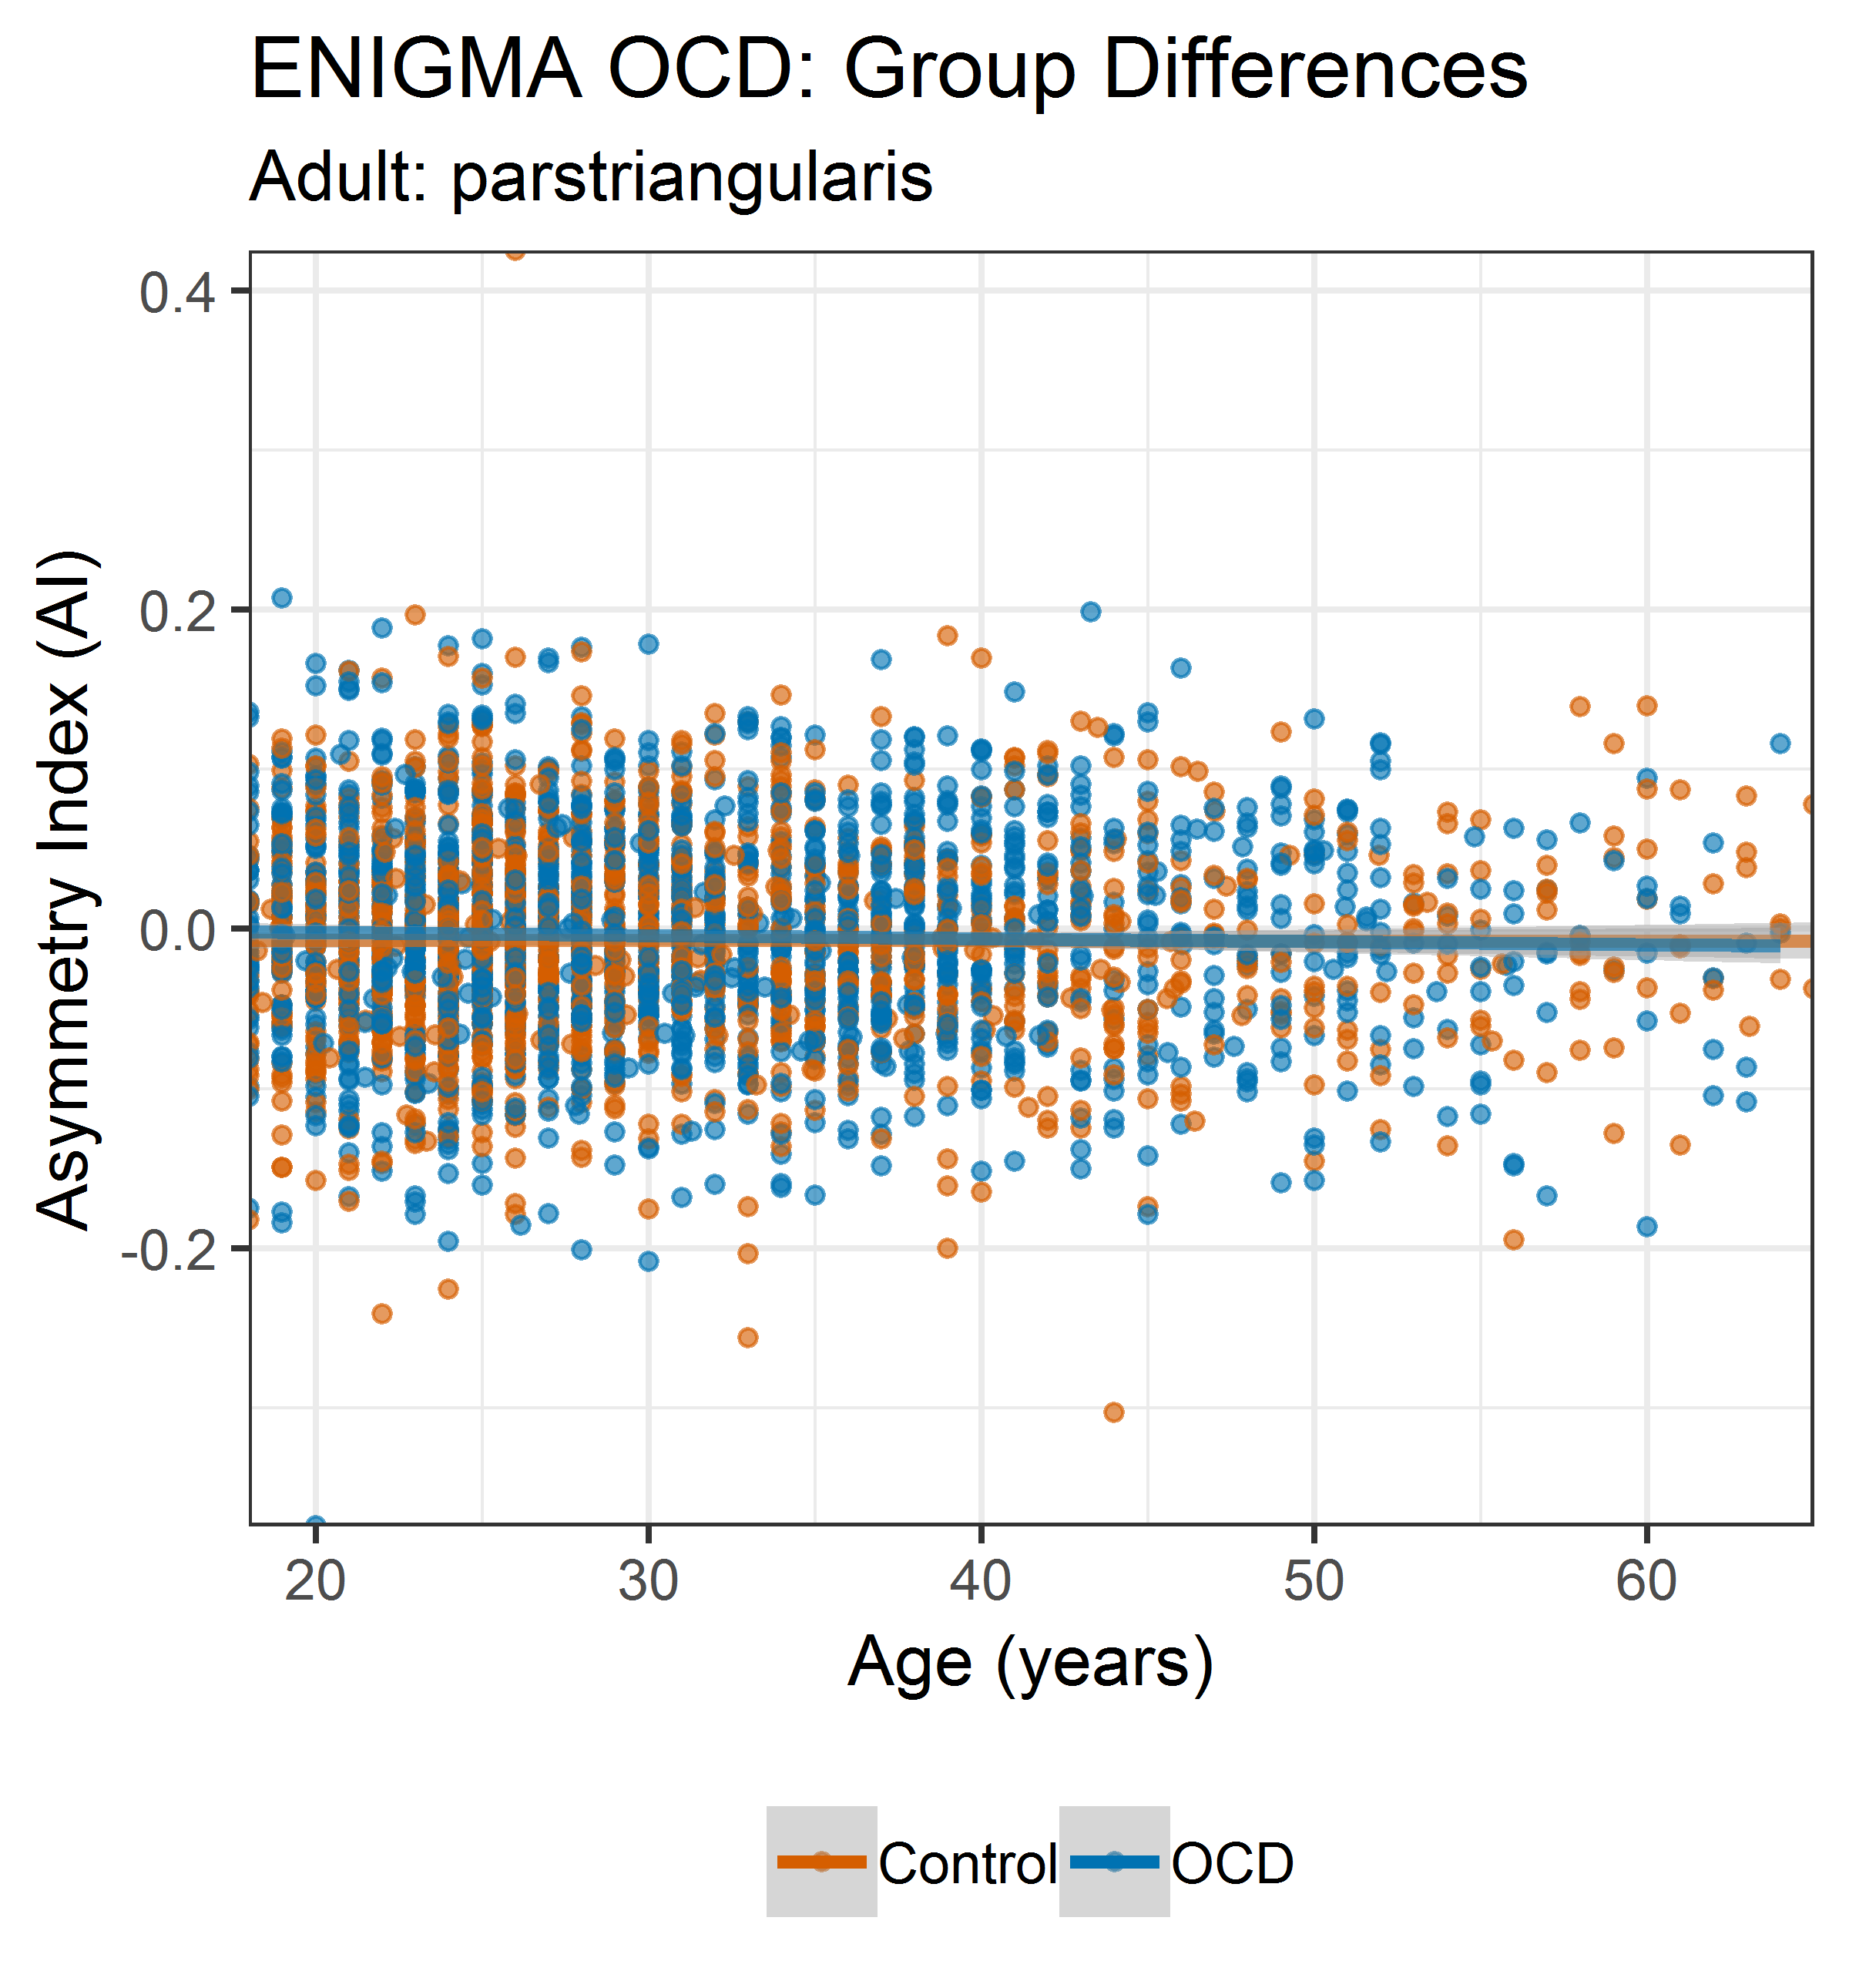 ENIGMA OCD: Group Differences
Adult: parstriangularis
0.4
0.2
0.0
-0.2
Asymmetry Index (AI)
20 30 40 50 60
Age (years)
Control OCD